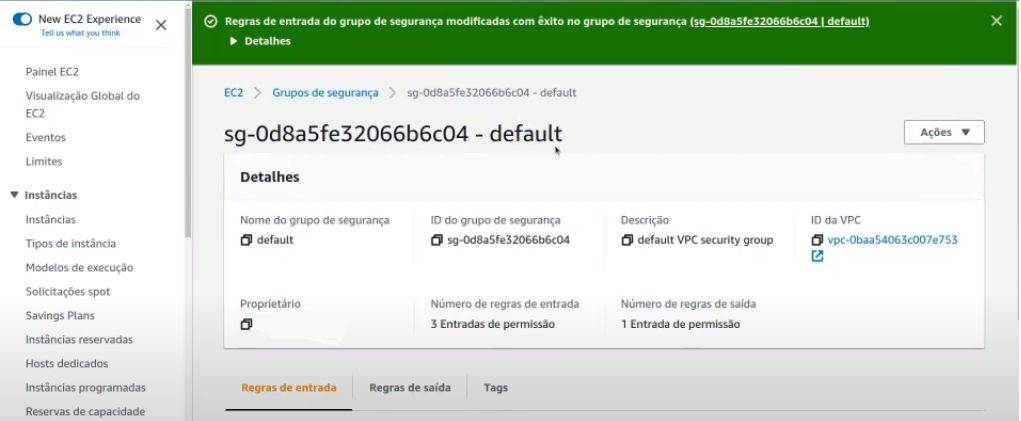 New EC2 Experience
Tell us what you think
Painel EC2
Visualização Global do
EC2
Eventos
Limites
Instâncias
Instâncias
Tipos de instância
Modelos de execução
Solicitações spot
Savings Plans
Instâncias reservadas
Hosts dedicados
Instâncias programadas
Reservas de capacidade
Regras de entrada do grupo de segurança modificadas com êxito no grupo de segurança (sg-0d8a5fe32066b6c04 | default)
Detalhes
EC2 > Grupos de segurança > sg-0d8a5fe32066b6c04 - default
sg-0d8a5fe32066b6c04 - default
Ações
Detalhes
Nome do grupo de segurança
default
ID do grupo de segurança
sg-0d8a5fe32066b6c04
Descrição
default VPC security group
ID da VPC
vpc-0baa54063c007e753
Proprietário
Número de regras de entrada
3 Entradas de permissão
Número de regras de saída
1 Entrada de permissão
Regras de entrada
Regras de saída
Tags